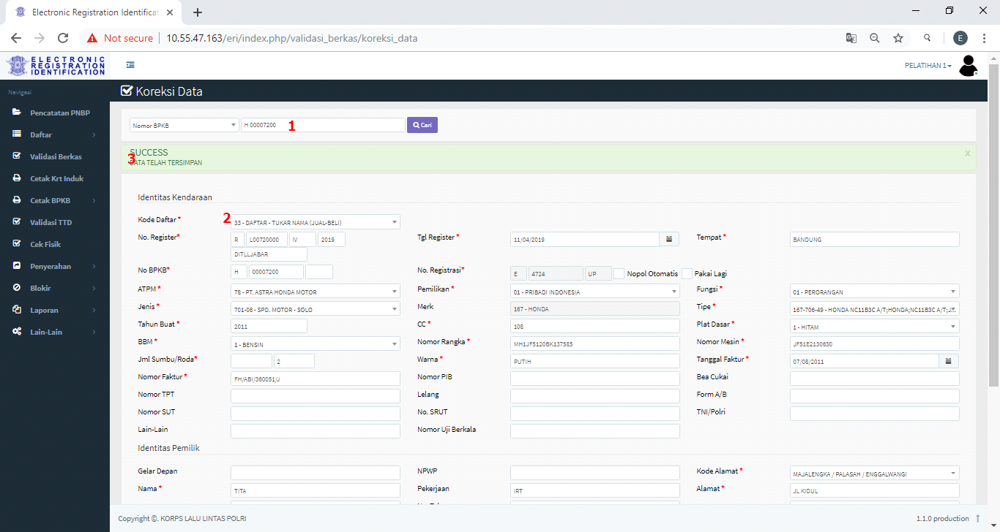 Electronic Registration Identificat
Not secure 10.55.47.163/eri/index.php/validasi_berkas/koreksi_data E
ELECTRONIC
REGISTRATION
IDENTIFICATION
PELATIHAN 1
Navigasi
Pencatatan PNBP
Daftar
Validasi Berkas
Cetak Krt Induk
Cetak BPKB
Validasi TTD
Cek Fisik
Penyerahan
Blokir
Laporan
Lain-Lain
Koreksi Data
Nomor BPKB H 00007200 1 Cari
SUCCESS x
3
DATA TELAH TERSIMPAN
Identitas Kendaraan
Kode Daftar * 2 33 - DAFTAR - TUKAR NAMA (JUAL-BELI)
No. Register* R L00720000 IV 2019 Tgl Register * 11/04/2019 Tempat * BANDUNG
DITLLJABAR
No BPKB* H 00007200 No. Registrasi* E 4724 UP Nopol Otomatis Pakai Lagi
ATPM * 78 - PT. ASTRA HONDA MOTOR Pemilikan * 01 - PRIBADI INDONESIA Fungsi * 01 - PERORANGAN
Jenis * 701-06 - SPD. MOTOR - SOLO Merk 167 - HONDA Tipe * 167-706-49 - HONDA NC11B3C A/T;HONDA;NC11B3C A/T;J
Tahun Buat * 2011 CC * 108 Plat Dasar * 1 - HITAM
BBM * 1 - BENSIN Nomor Rangka * MH1JF5120BK137585 Nomor Mesin * JF51E2130630
Jml Sumbu/Roda* 2 Warna * PUTIH Tanggal Faktur * 07/08/2011
Nomor Faktur * FH/ABI/360051/J Nomor PIB Bea Cukai
Nomor TPT Lelang Form A/B
Nomor SUT No. SRUT TNI/Polri
Lain-Lain Nomor Uji Berkala
Identitas Pemilik
Gelar Depan NPWP Kode Alamat * MAJALENGKA / PALASAH / ENGGALWANGI
Nama * TITA Pekerjaan IRT Alamat * JL KIDUL
Copyright ©. KORPS LALU LINTAS POLRI 1.1.0 production